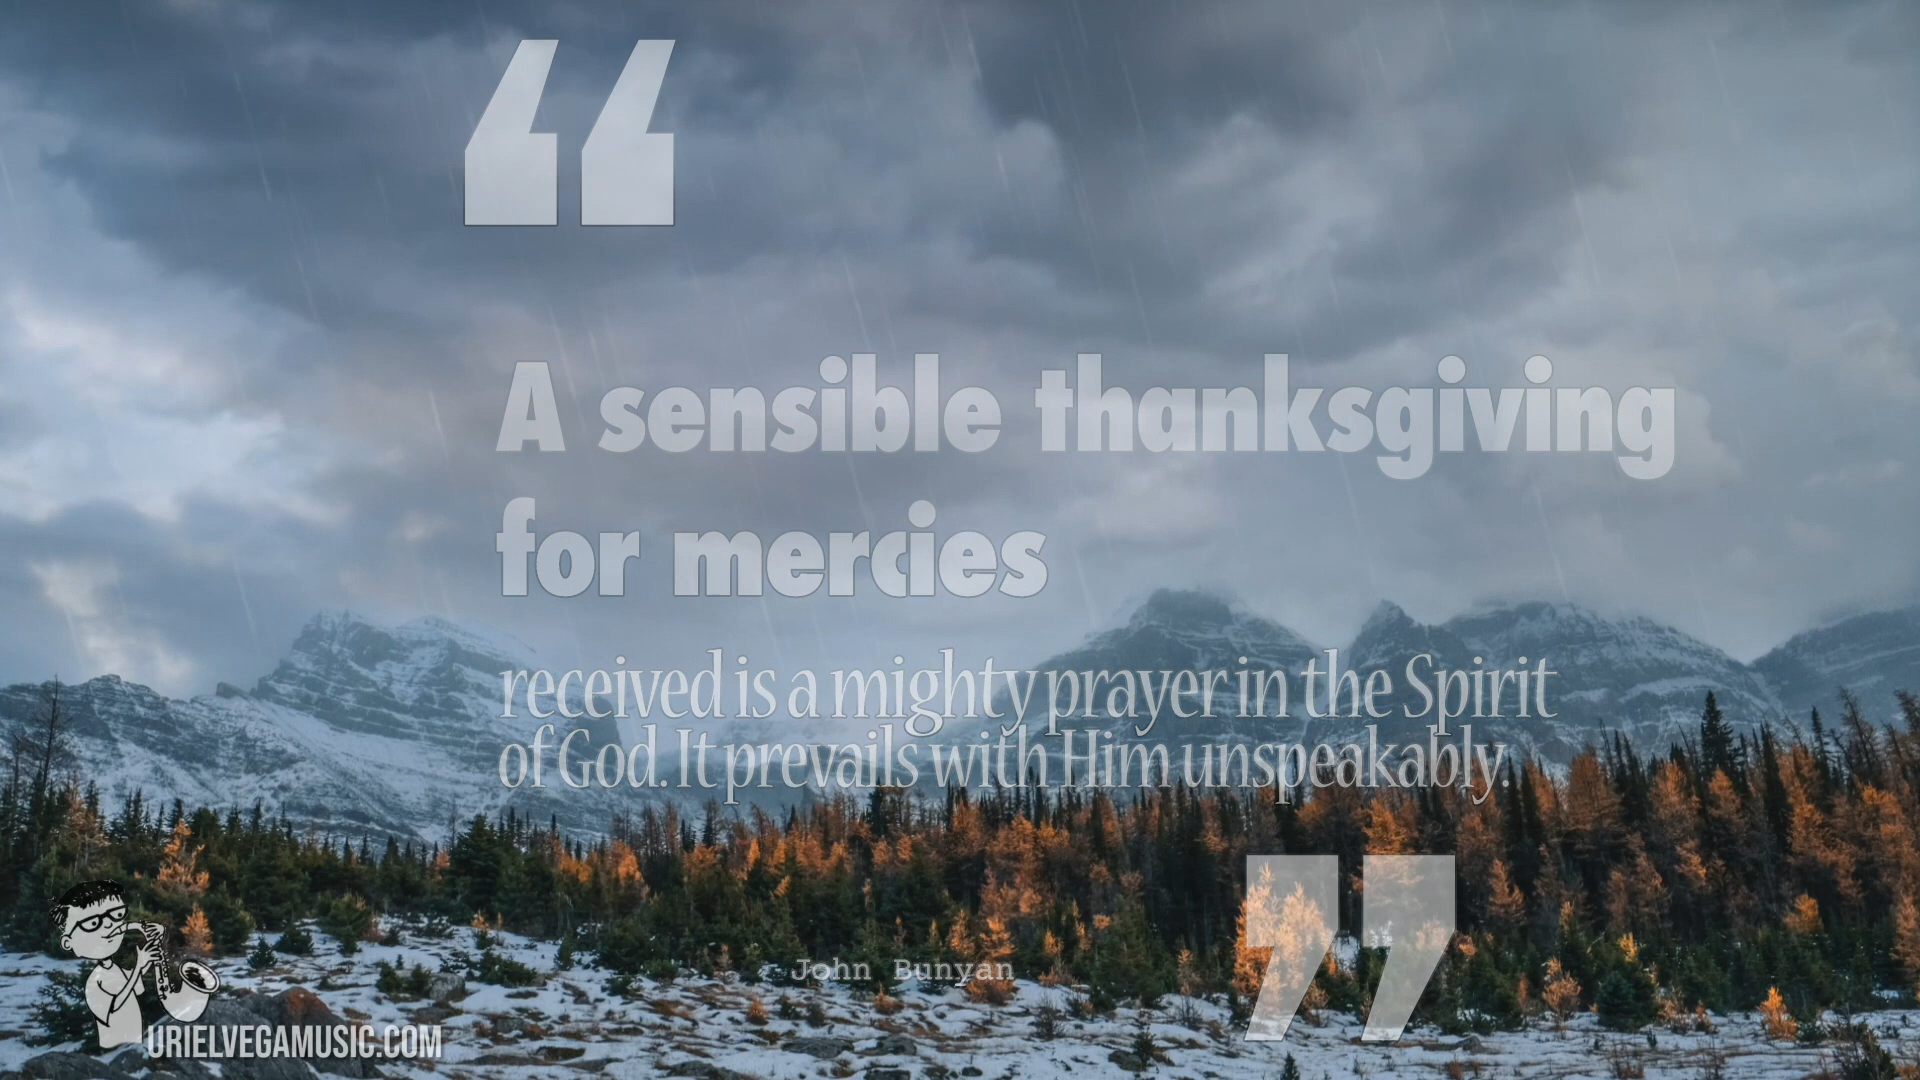 “
A sensible thanksgiving
for mercies
received is a mighty prayer in the Spirit
of God. It prevails with Him unspeakably.
”
John Bunyan
URIELVEGAMUSIC.COM